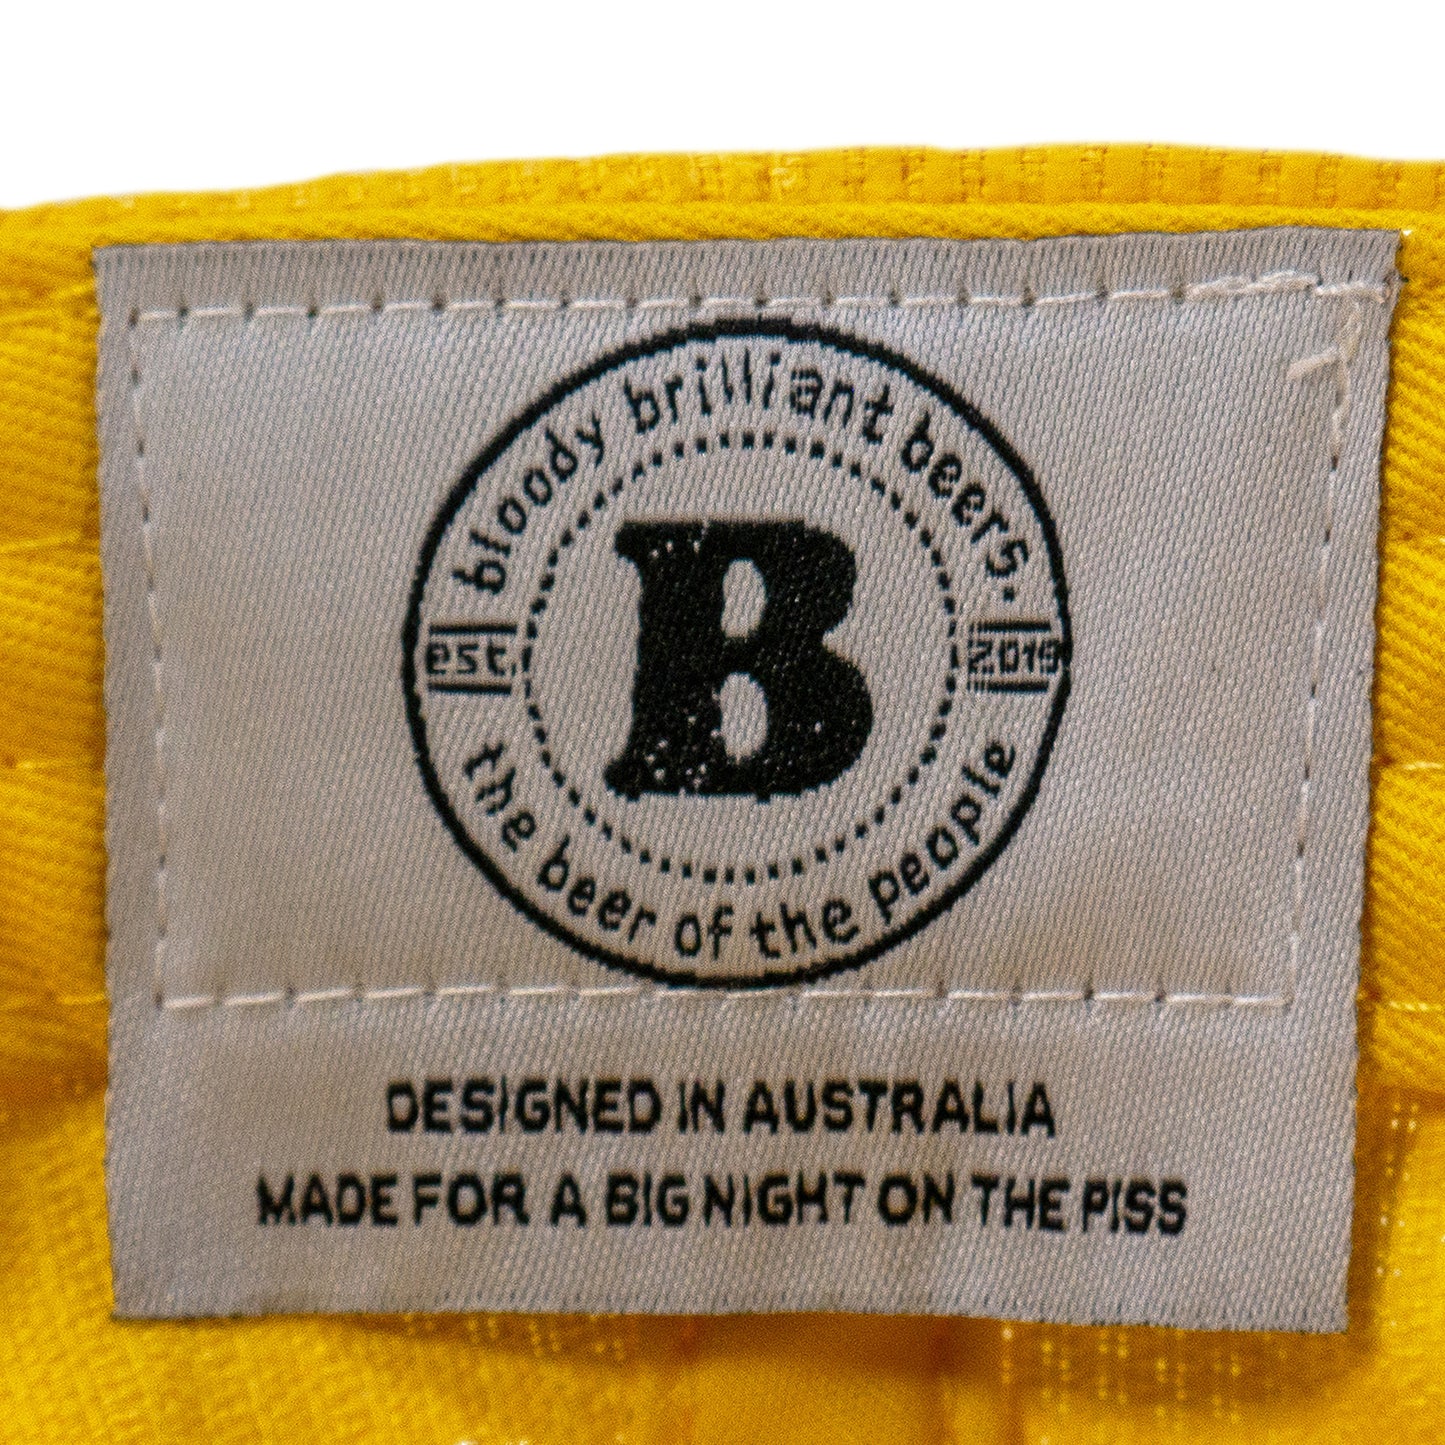 bloody brilliant beers.
est.
B
2019
the beer of the people
DESIGNED IN AUSTRALIA
MADE FOR A BIG NIGHT ON THE PISS